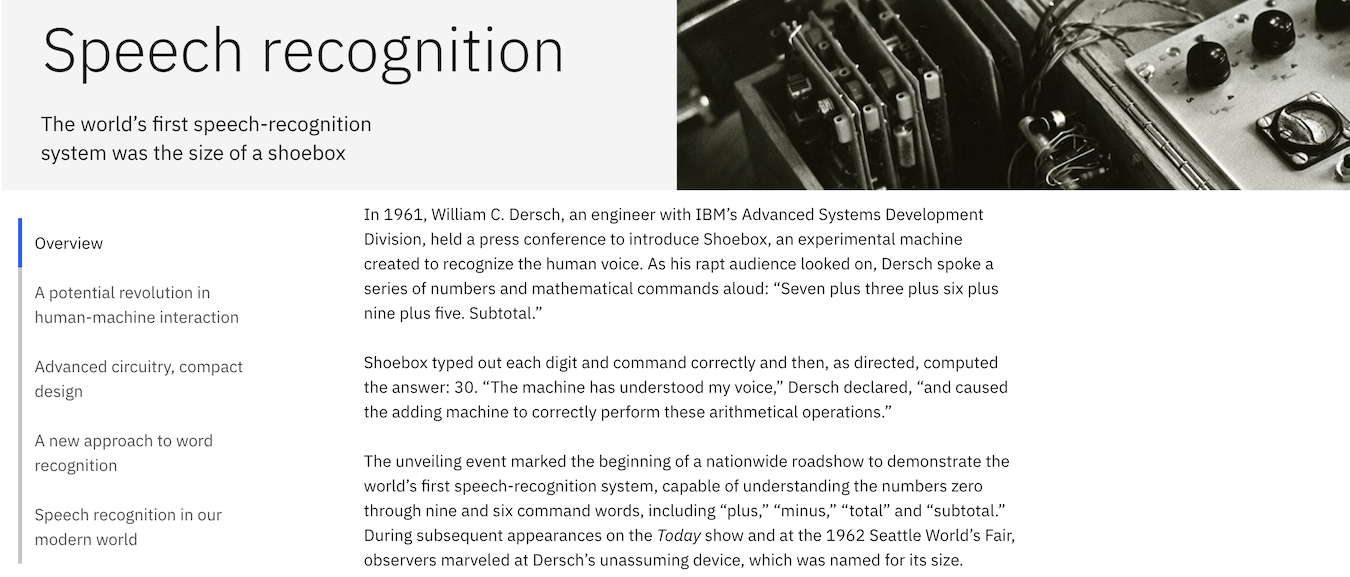 Speech recognition
The world’s first speech-recognition
system was the size of a shoebox
Overview
A potential revolution in
human-machine interaction
Advanced circuitry, compact
design
A new approach to word
recognition
Speech recognition in our
modern world
In 1961, William C. Dersch, an engineer with IBM’s Advanced Systems Development
Division, held a press conference to introduce Shoebox, an experimental machine
created to recognize the human voice. As his rapt audience looked on, Dersch spoke a
series of numbers and mathematical commands aloud: “Seven plus three plus six plus
nine plus five. Subtotal.”
Shoebox typed out each digit and command correctly and then, as directed, computed
the answer: 30. “The machine has understood my voice,” Dersch declared, “and caused
the adding machine to correctly perform these arithmetical operations.”
The unveiling event marked the beginning of a nationwide roadshow to demonstrate the
world’s first speech-recognition system, capable of understanding the numbers zero
through nine and six command words, including “plus,” “minus,” “total” and “subtotal.”
During subsequent appearances on the Today show and at the 1962 Seattle World’s Fair,
observers marveled at Dersch’s unassuming device, which was named for its size.